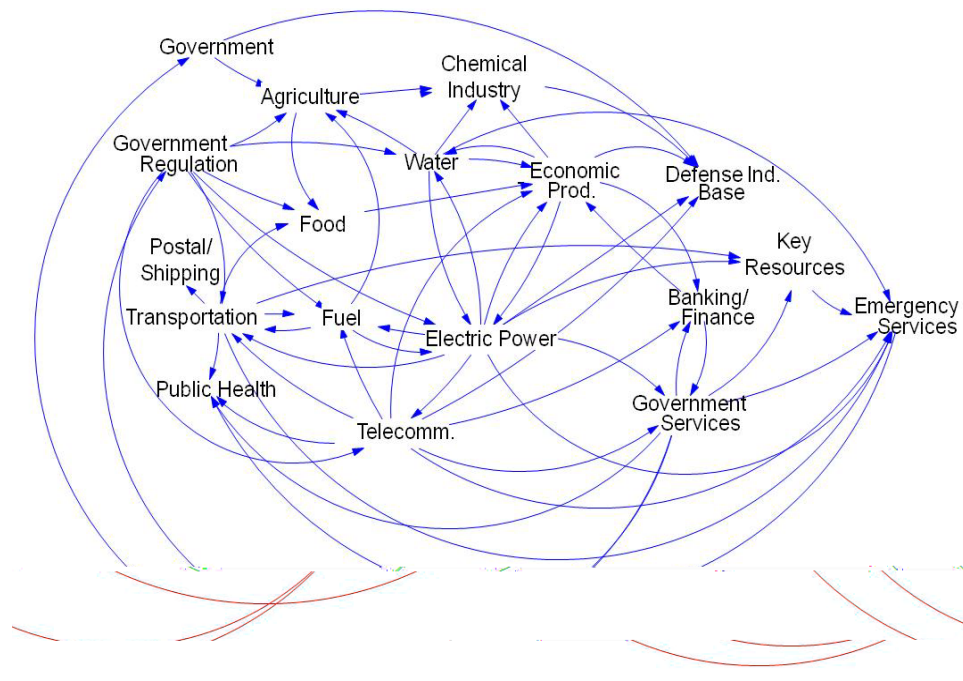 Government
Chemical
Industry
Agriculture
Government
Regulation
Water
Economic
Prod.
Defense Ind.
Base
Food
Postal/
Shipping
Key
Resources
Transportation
Fuel
Electric Power
Banking/
Finance
Emergency
Services
Public Health
Telecomm.
Government
Services